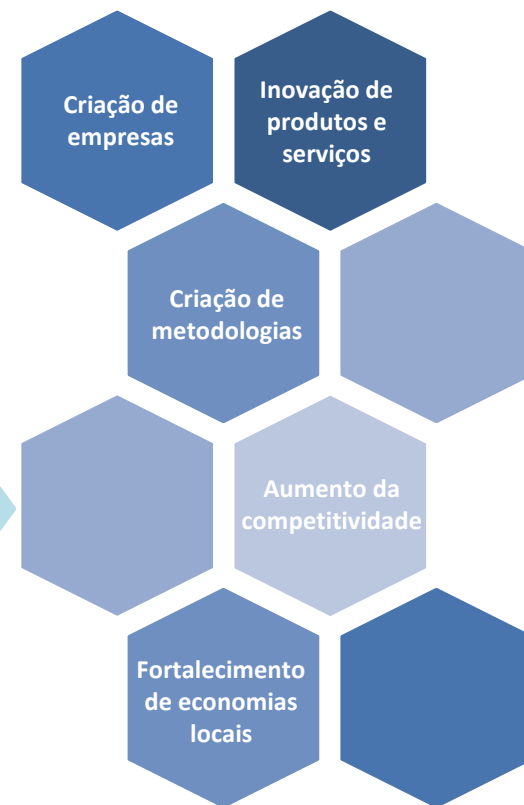 Criação de
empresas
Inovação de
produtos e
serviços
Criação de
metodologias
Aumento da
competitividade
Fortalecimento
de economias
locais